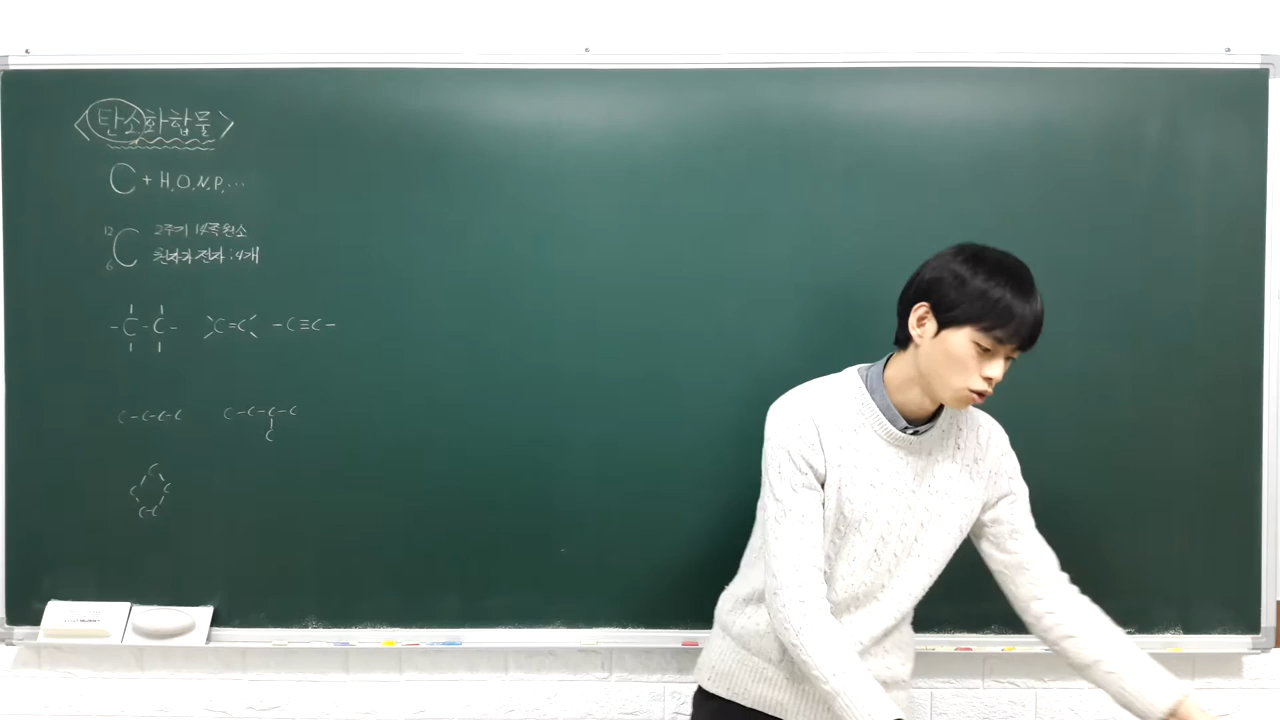 <탄소화합물>
C + H, O, N, P, ...
12 6 C 2주기 14족 원소
원자가 전자 : 4개
-C-C- C=C -C≡C-
C-C-C-C C-C-C-C
C
C
C C
C-C